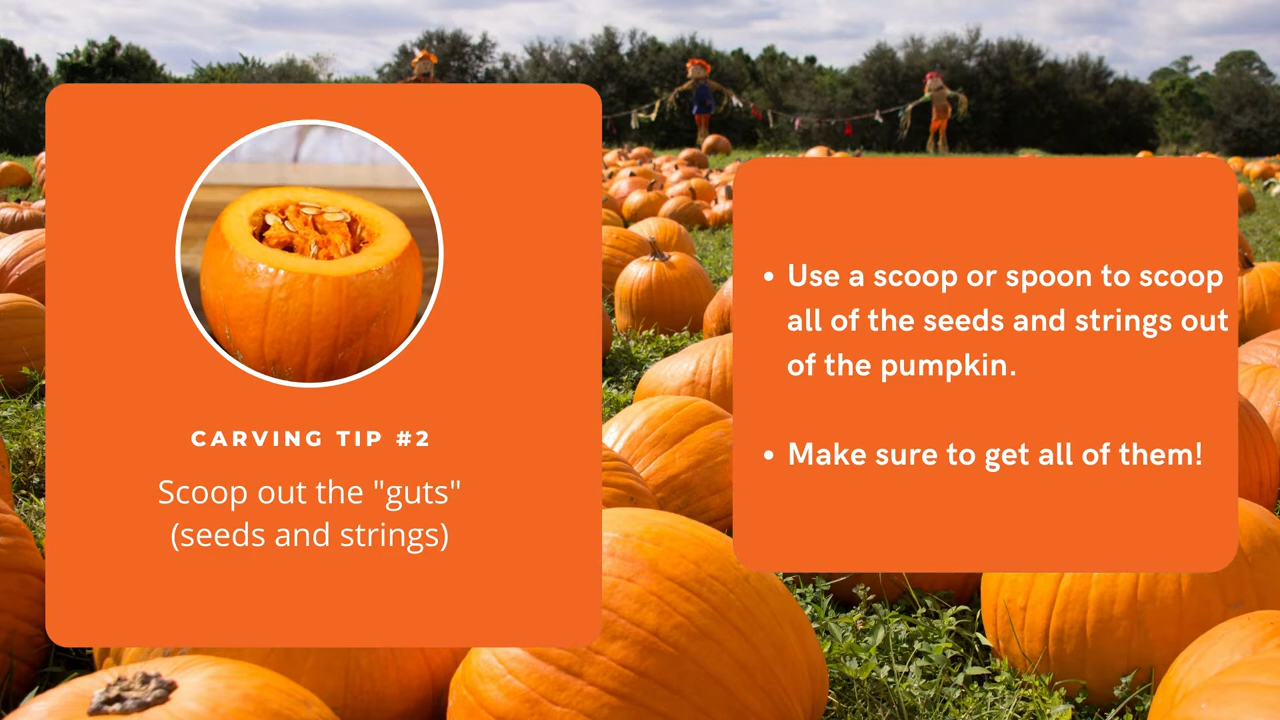 CARVING TIP #2
Scoop out the "guts"
(seeds and strings)
• Use a scoop or spoon to scoop
all of the seeds and strings out
of the pumpkin.
• Make sure to get all of them!